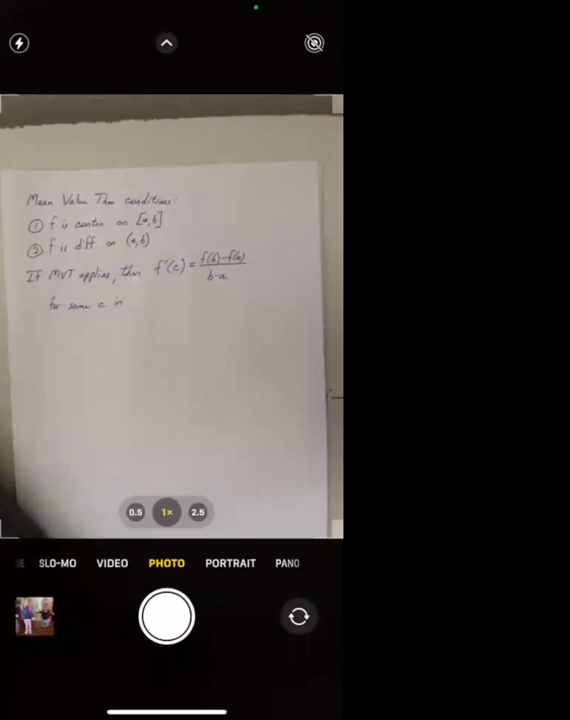 Mean Value Thm conditions:
① f is contin. on [a,b]
② f is diff. on (a,b)
If MVT applies, then f'(c) = f(b)-f(a) / b-a
for some c in
0.5 1× 2.5
SLO-MO VIDEO PHOTO PORTRAIT PANO